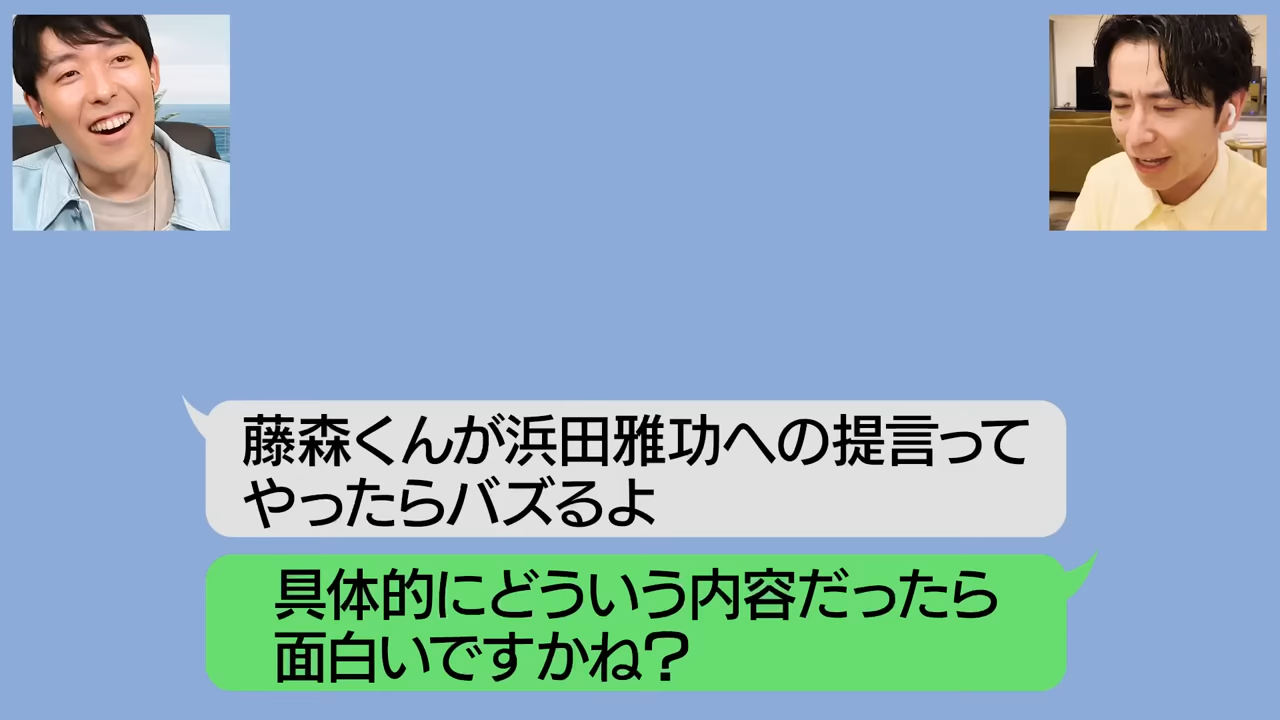 藤森くんが浜田雅功への提言って
やったらバズるよ
具体的にどういう内容だったら
面白いですかね?